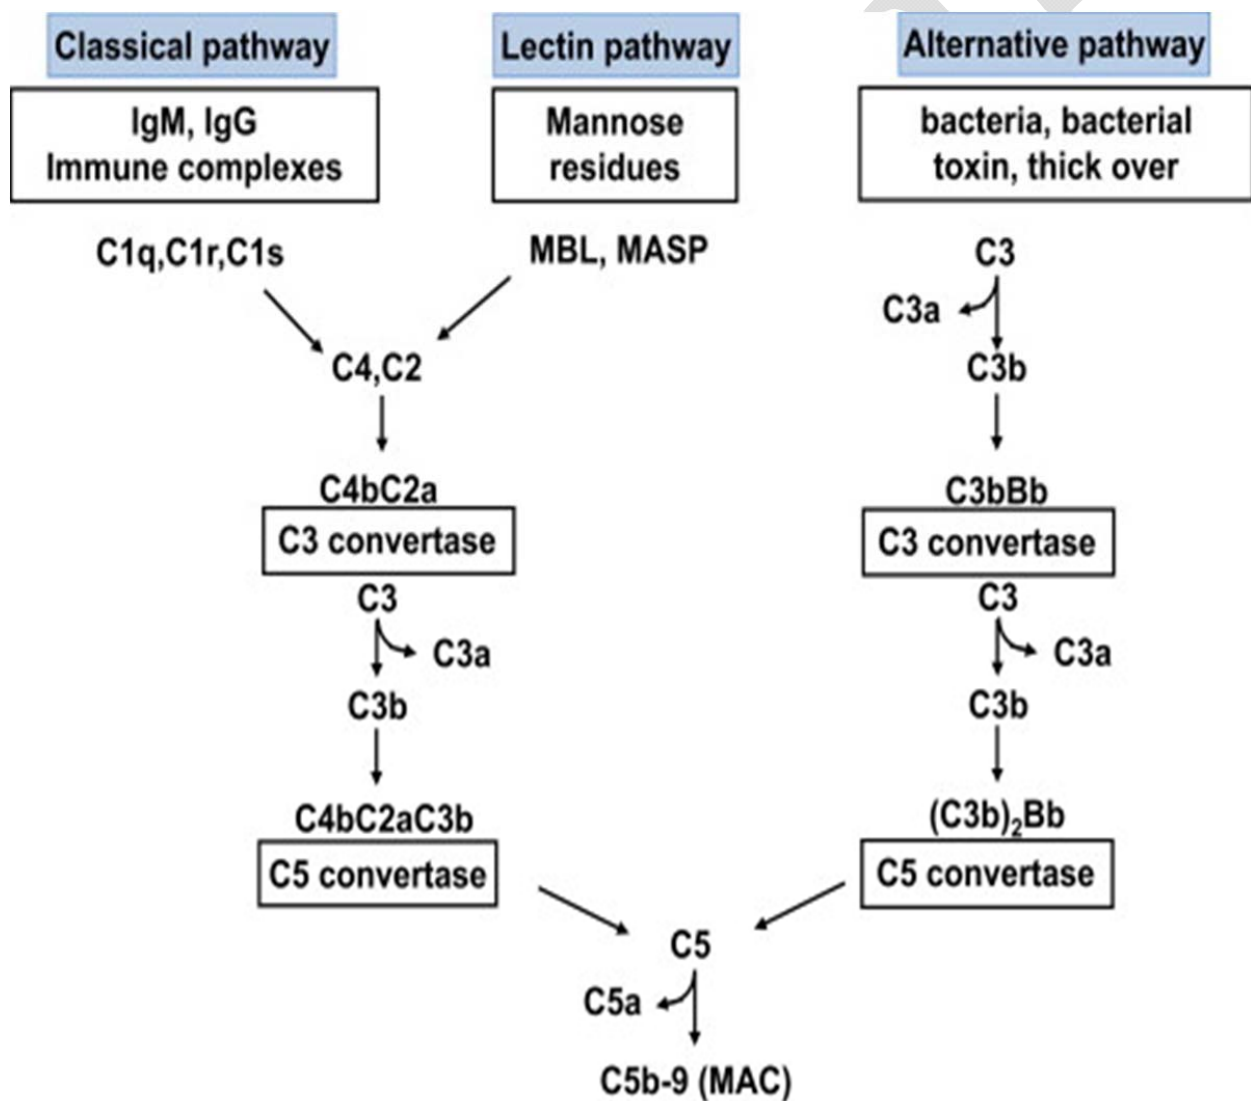 Classical pathway
Lectin pathway
Alternative pathway
IgM, IgG
Immune complexes
Mannose
residues
bacteria, bacterial
toxin, thick over
C1q,C1r,C1s
MBL, MASP
C3
C3a
C4,C2
C3b
C4bC2a
C3 convertase
C3bBb
C3 convertase
C3
C3a
C3
C3a
C3b
C3b
C4bC2aC3b
C5 convertase
(C3b)₂Bb
C5 convertase
C5
C5a
C5b-9 (MAC)